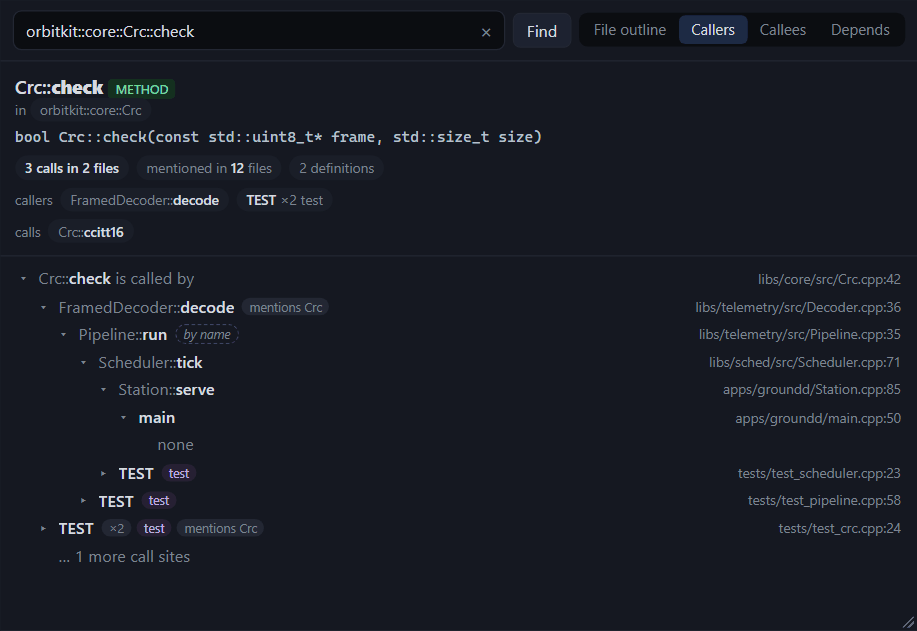 orbitkit::core::Crc::check × Find File outline Callers Callees Depends
Crc::check METHOD
in orbitkit::core::Crc
bool Crc::check(const std::uint8_t* frame, std::size_t size)
3 calls in 2 files mentioned in 12 files 2 definitions
callers FramedDecoder::decode TEST ×2 test
calls Crc::ccitt16
Crc::check is called by libs/core/src/Crc.cpp:42
FramedDecoder::decode mentions Crc libs/telemetry/src/Decoder.cpp:36
Pipeline::run by name libs/telemetry/src/Pipeline.cpp:35
Scheduler::tick libs/sched/src/Scheduler.cpp:71
Station::serve apps/groundd/Station.cpp:85
main apps/groundd/main.cpp:50
none
TEST test tests/test_scheduler.cpp:23
TEST test tests/test_pipeline.cpp:58
TEST ×2 test mentions Crc tests/test_crc.cpp:24
... 1 more call sites